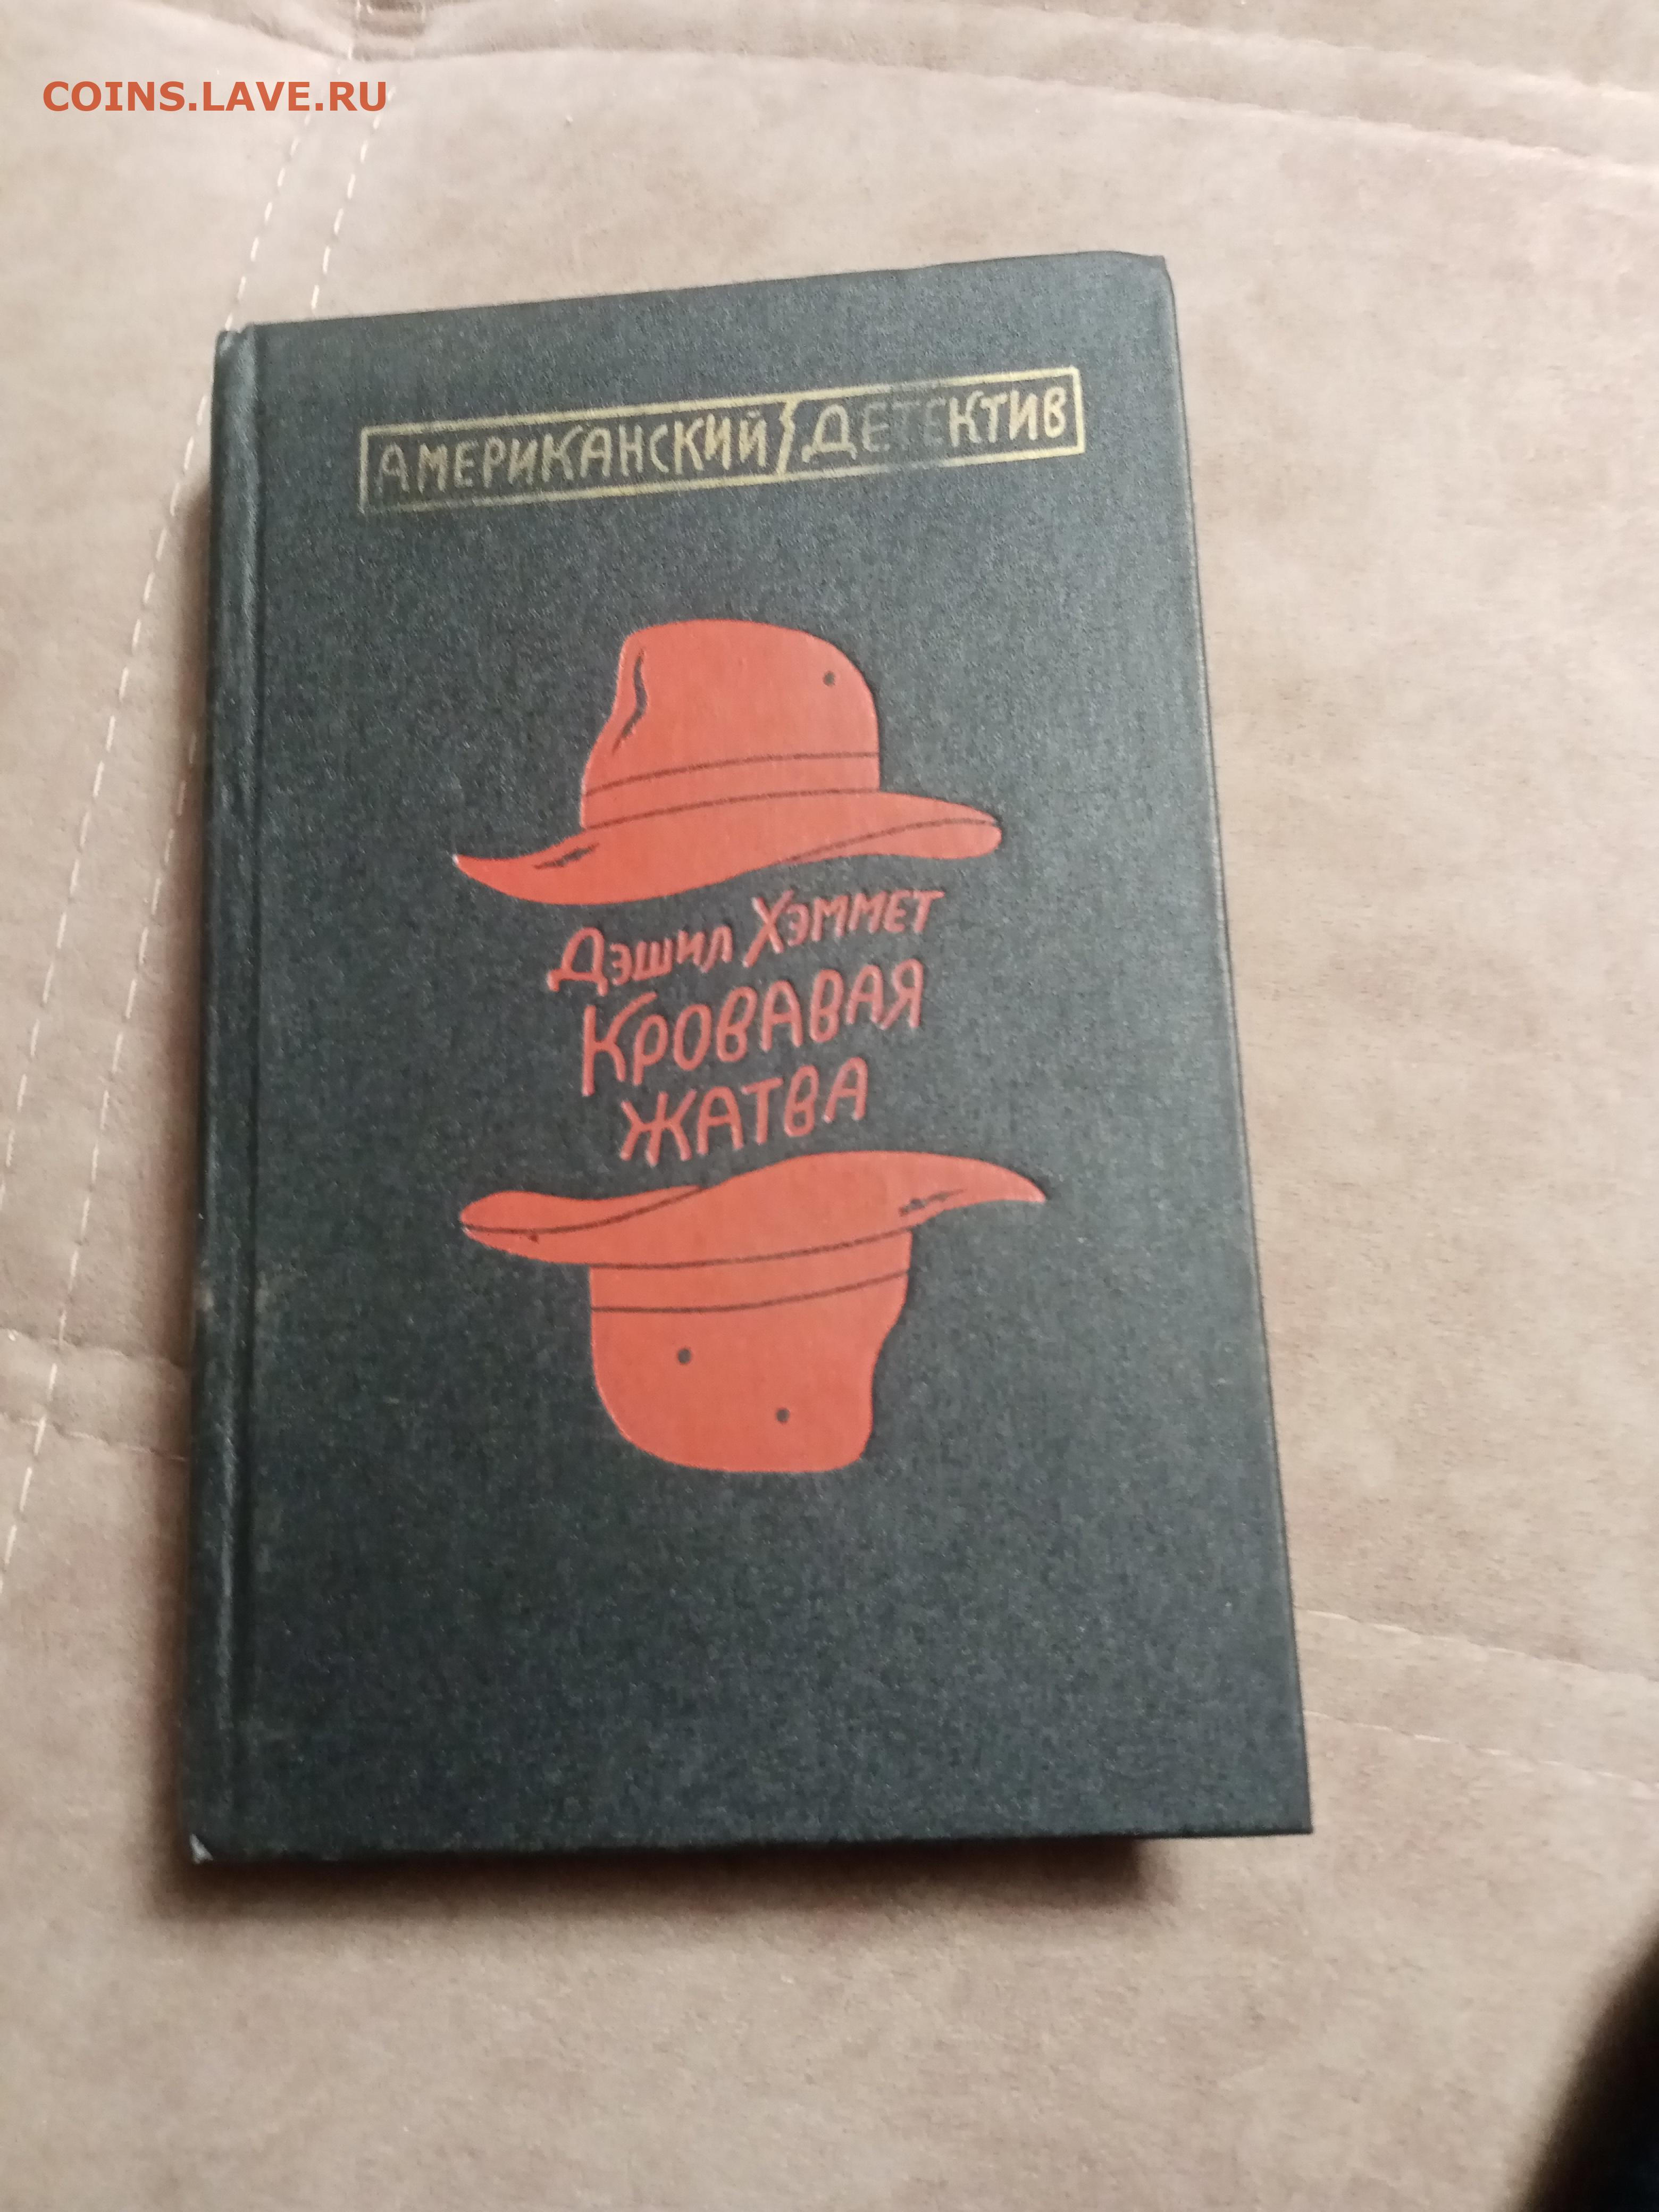 COINS.LAVE.RU
АМЕРИКАНСКИЙ ДЕТЕКТИВ
ДЭШИЛ ХЭММЕТ
КРОВАВАЯ
ЖАТВА